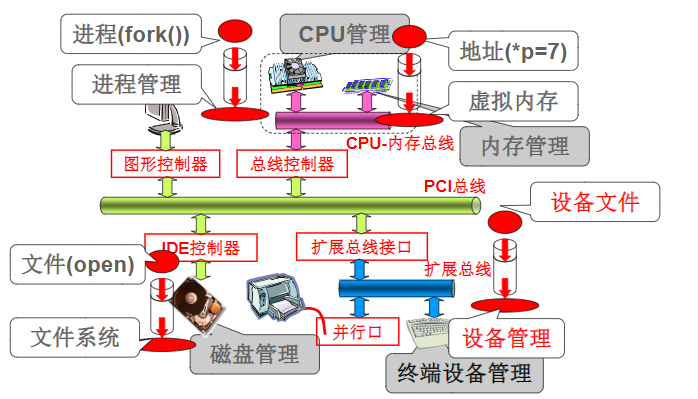 进程(fork())
CPU管理
地址(*p=7)
进程管理
虚拟内存
CPU-内存总线
内存管理
图形控制器
总线控制器
PCI总线
设备文件
IDE控制器
扩展总线接口
文件(open)
扩展总线
文件系统
磁盘管理
并行口
设备管理
终端设备管理